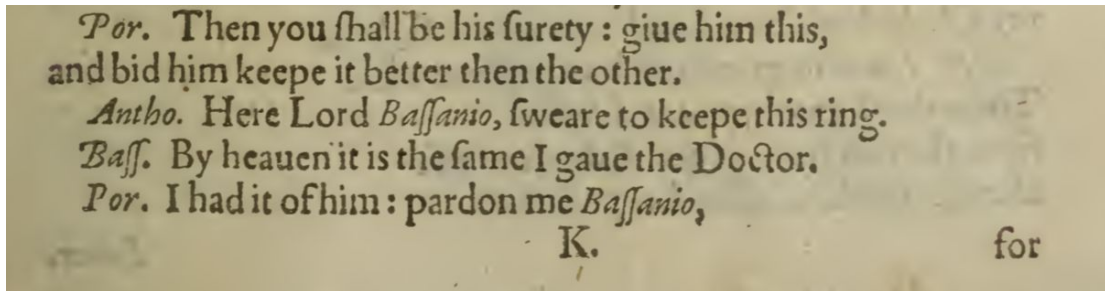 Por. Then you ſhall be his ſurety : giue him this,
and bid him keepe it better then the other.
Antho. Here Lord Baſſanio, ſweare to keepe this ring.
Baſſ. By heauen it is the ſame I gaue the Doctor.
Por. I had it of him : pardon me Baſſanio,
K.
for